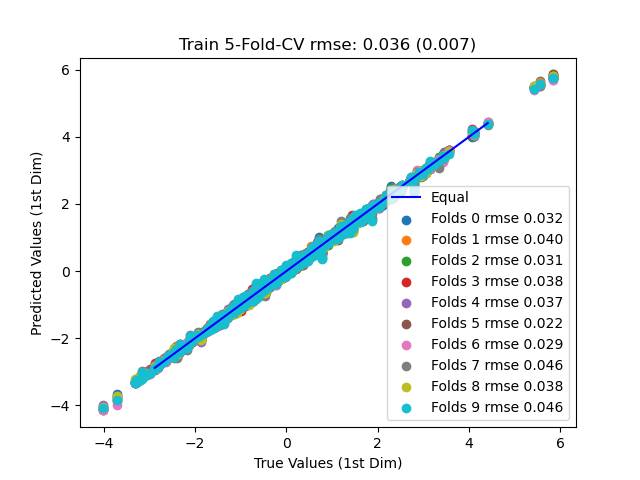 Train 5-Fold-CV rmse: 0.036 (0.007)
6
4
2
0
−2
−4
Predicted Values (1st Dim)
Equal
Folds 0 rmse 0.032
Folds 1 rmse 0.040
Folds 2 rmse 0.031
Folds 3 rmse 0.038
Folds 4 rmse 0.037
Folds 5 rmse 0.022
Folds 6 rmse 0.029
Folds 7 rmse 0.046
Folds 8 rmse 0.038
Folds 9 rmse 0.046
−4 −2 0 2 4 6
True Values (1st Dim)